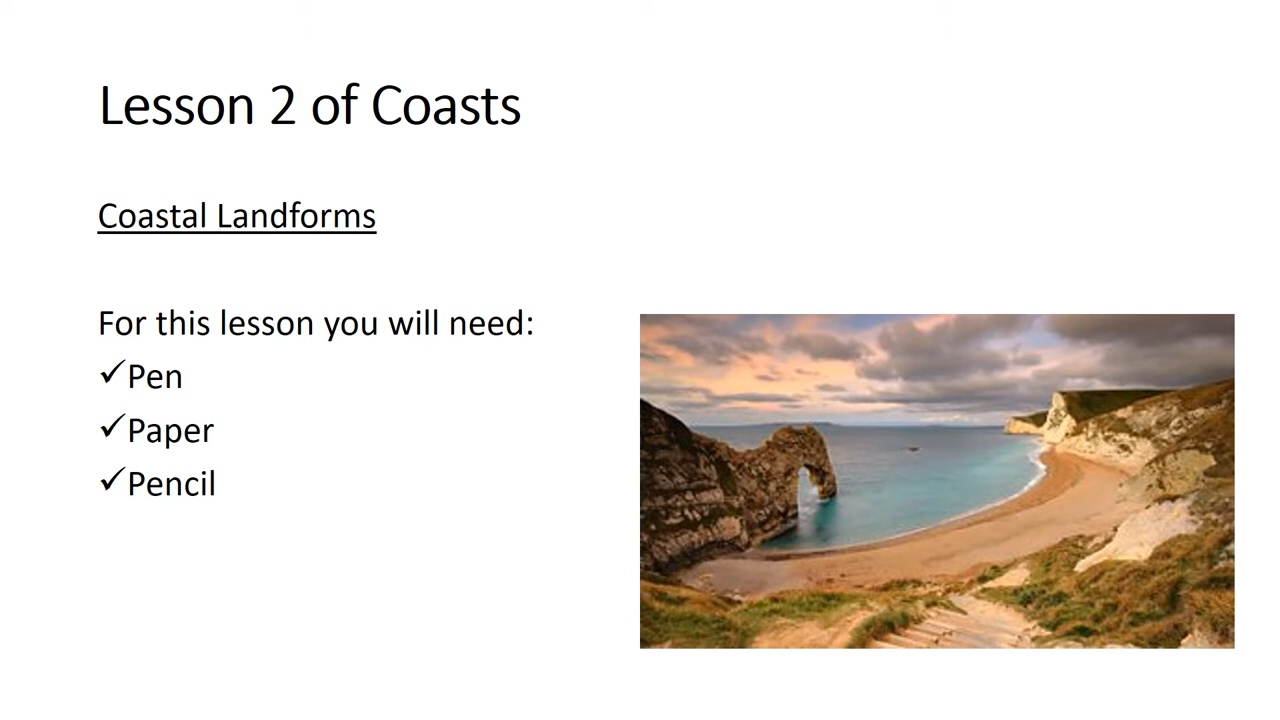 Lesson 2 of Coasts
Coastal Landforms
For this lesson you will need:
✓Pen
✓Paper
✓Pencil